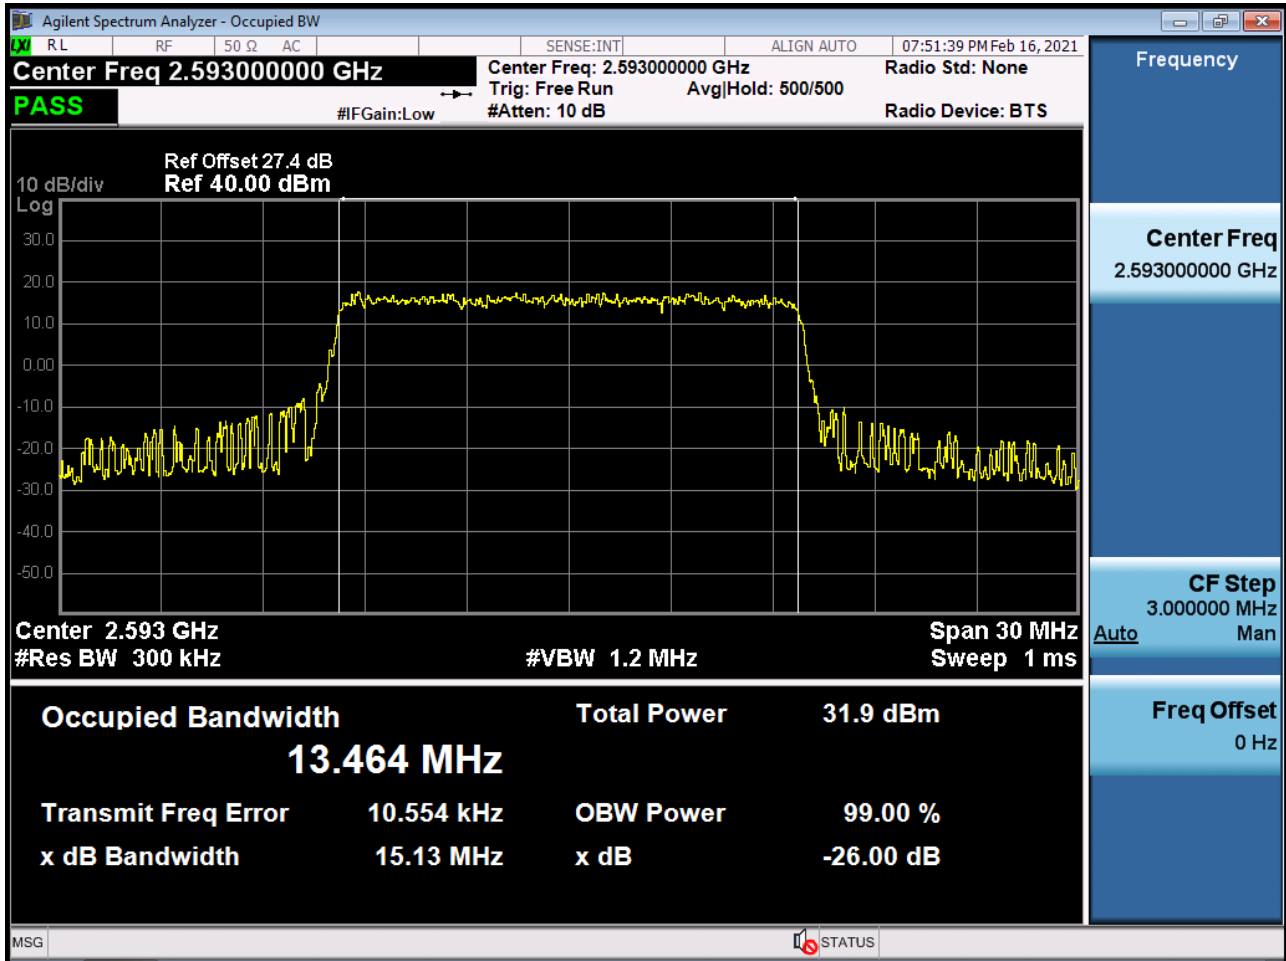 Agilent Spectrum Analyzer - Occupied BW
LXI RL RF 50 Ω AC SENSE:INT ALIGN AUTO 07:51:39 PM Feb 16, 2021
Center Freq 2.593000000 GHz
Center Freq: 2.593000000 GHz Radio Std: None
Trig: Free Run Avg|Hold: 500/500
PASS
#IFGain:Low #Atten: 10 dB Radio Device: BTS
Ref Offset 27.4 dB
10 dB/div Ref 40.00 dBm
Log
30.0
20.0
10.0
0.00
-10.0
-20.0
-30.0
-40.0
-50.0
Center 2.593 GHz Span 30 MHz
#Res BW 300 kHz #VBW 1.2 MHz Sweep 1 ms
Occupied Bandwidth Total Power 31.9 dBm
13.464 MHz
Transmit Freq Error 10.554 kHz OBW Power 99.00 %
x dB Bandwidth 15.13 MHz x dB -26.00 dB
Frequency
Center Freq
2.593000000 GHz
CF Step
3.000000 MHz
Auto Man
Freq Offset
0 Hz
MSG STATUS